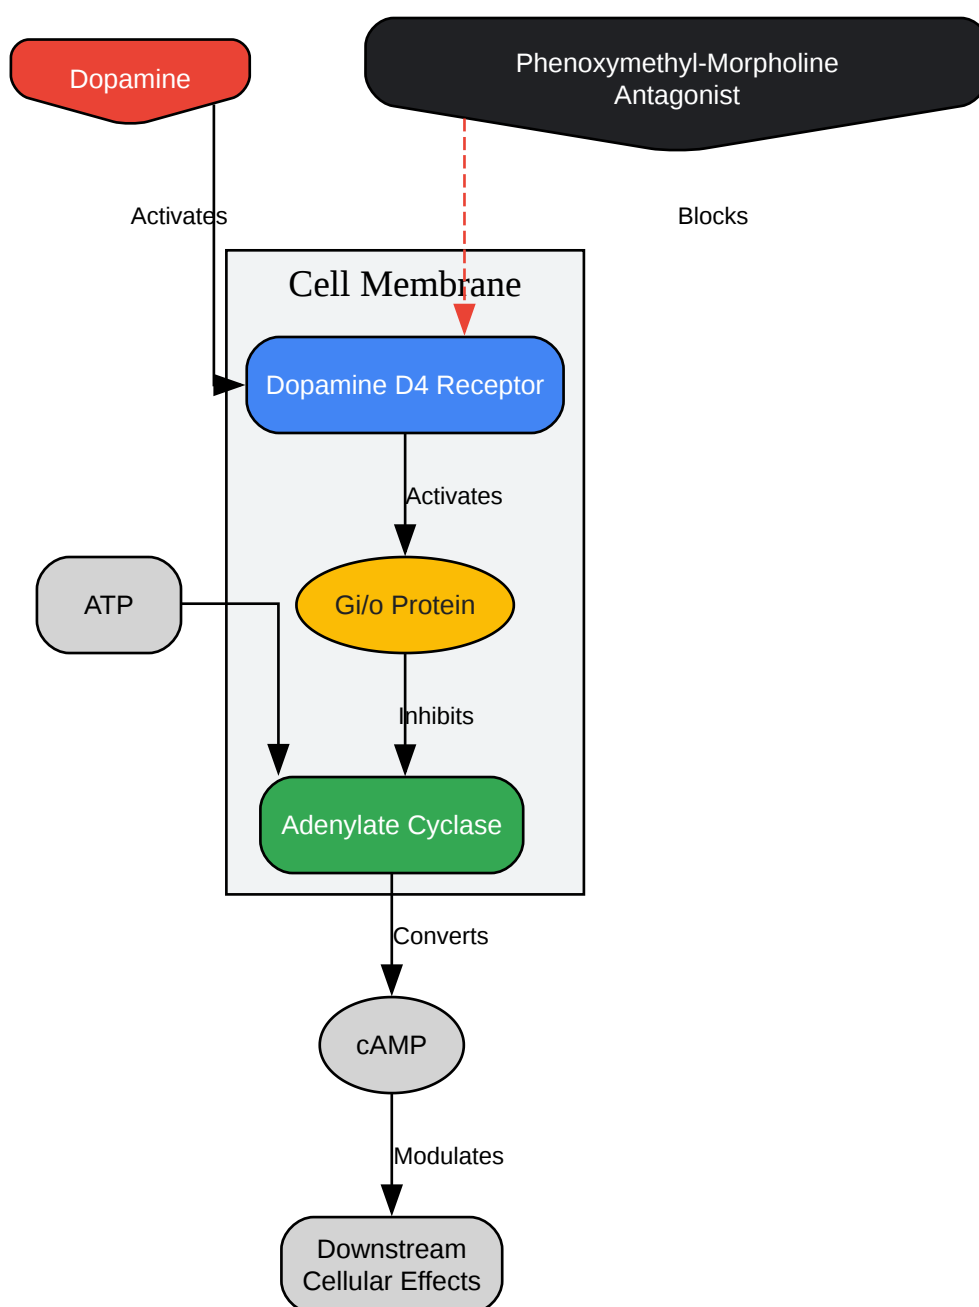 Dopamine
Phenoxymethyl-Morpholine
Antagonist
Activates
Blocks
Cell Membrane
Dopamine D4 Receptor
Activates
ATP
Gi/o Protein
Inhibits
Adenylate Cyclase
Converts
cAMP
Modulates
Downstream
Cellular Effects